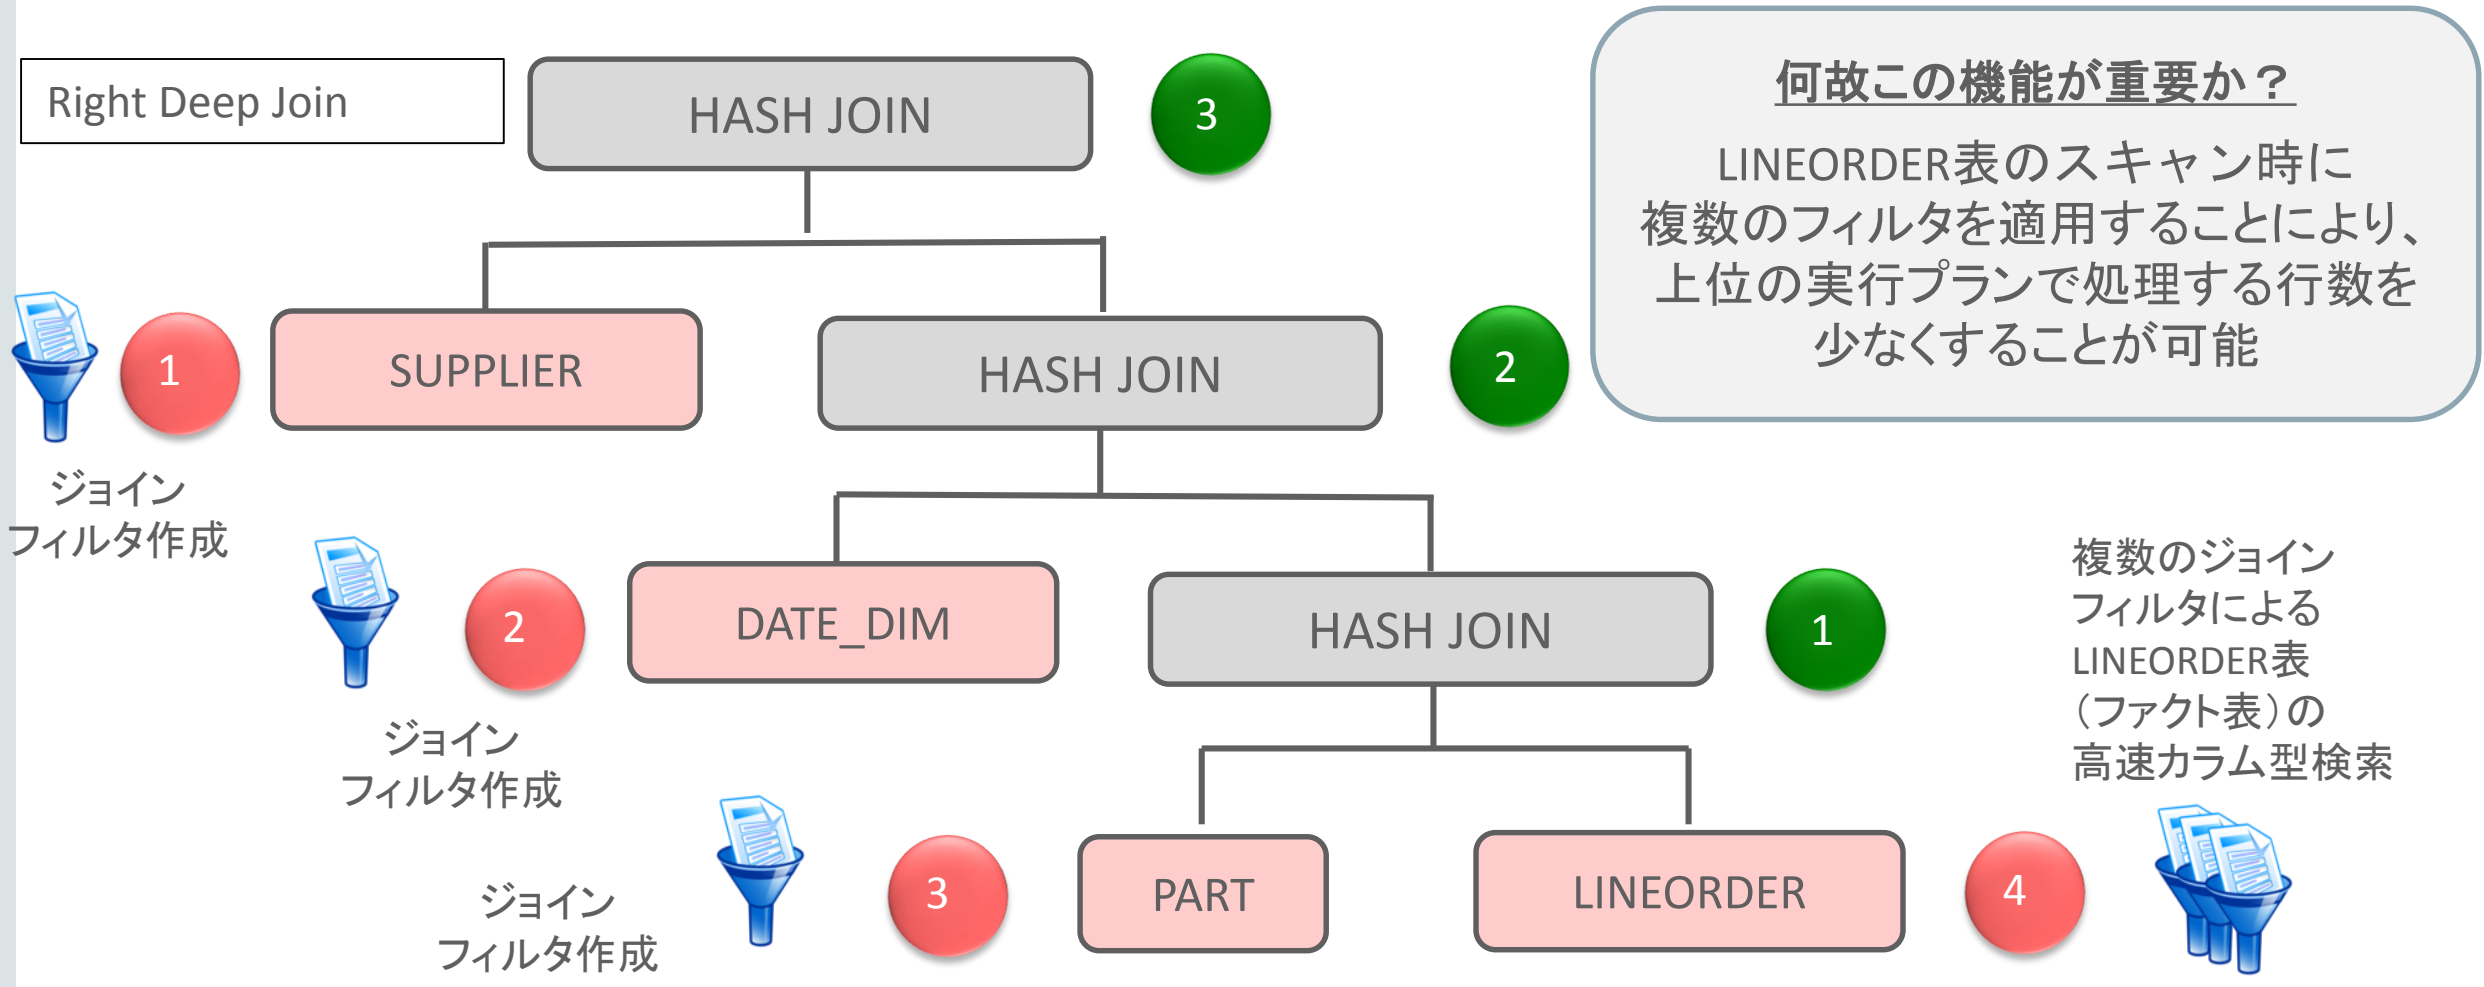 Right Deep Join
HASH JOIN
3
何故この機能が重要か？
LINEORDER表のスキャン時に
複数のフィルタを適用することにより、
上位の実行プランで処理する行数を
少なくすることが可能
1
SUPPLIER
HASH JOIN
2
ジョイン
フィルタ作成
2
DATE_DIM
HASH JOIN
1
複数のジョイン
フィルタによる
LINEORDER表
（ファクト表）の
高速カラム型検索
ジョイン
フィルタ作成
ジョイン
フィルタ作成
3
PART
LINEORDER
4